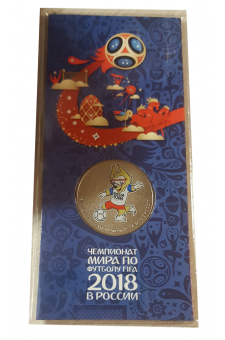 ЧЕМПИОНАТ
МИРА ПО
ФУТБОЛУ FIFA
2018
В РОССИИ